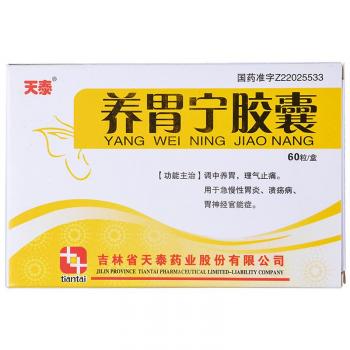 天泰®
国药准字Z22025533
养胃宁胶囊
YANG WEI NING JIAO NANG
60粒/盒
【功能主治】调中养胃，理气止痛。
用于急慢性胃炎、溃疡病、
胃神经官能症。
tiantai
吉林省天泰药业股份有限公司
JILIN PROVINCE TIANTAI PHARMACEUTICAL LIMITED-LIABILITY COMPANY